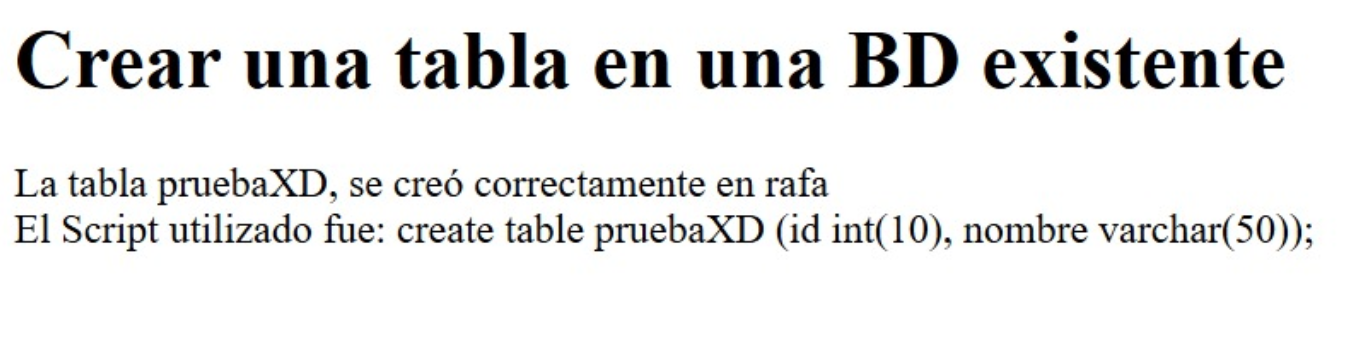 Crear una tabla en una BD existente
La tabla pruebaXD, se creó correctamente en rafa
El Script utilizado fue: create table pruebaXD (id int(10), nombre varchar(50));